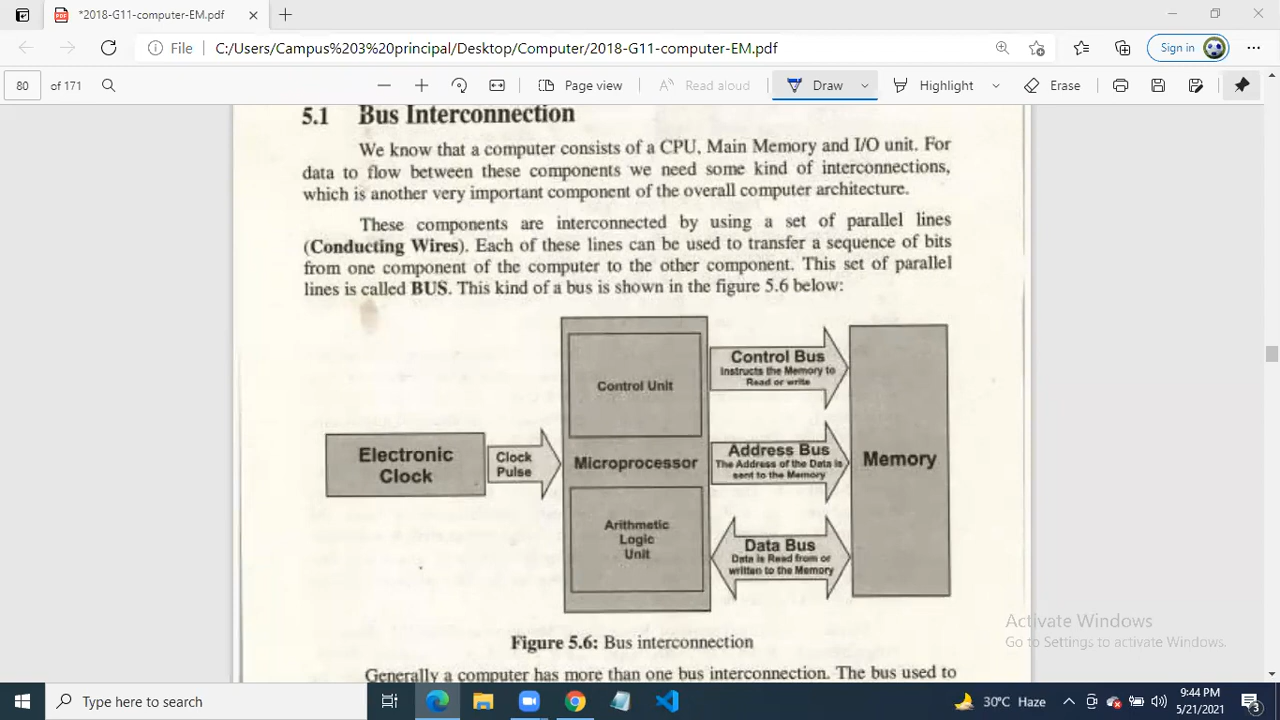 *2018-G11-computer-EM.pdf
File
C:/Users/Campus%203%20principal/Desktop/Computer/2018-G11-computer-EM.pdf
Sign in
80 of 171
Page view
Read aloud
Draw
Highlight
Erase
5.1 Bus Interconnection
We know that a computer consists of a CPU, Main Memory and I/O unit. For
data to flow between these components we need some kind of interconnections,
which is another very important component of the overall computer architecture.
These components are interconnected by using a set of parallel lines
(Conducting Wires). Each of these lines can be used to transfer a sequence of bits
from one component of the computer to the other component. This set of parallel
lines is called BUS. This kind of a bus is shown in the figure 5.6 below:
Electronic
Clock
Clock
Pulse
Control Unit
Microprocessor
Arithmetic
Logic
Unit
Control Bus
Instructs the Memory to
Read or write
Address Bus
The Address of the Data is
sent to the Memory
Data Bus
Data is Read from or
written to the Memory
Memory
Figure 5.6: Bus interconnection
Generally a computer has more than one bus interconnection. The bus used to
Activate Windows
Go to Settings to activate Windows.
Type here to search
30°C Haze
9:44 PM
5/21/2021
3